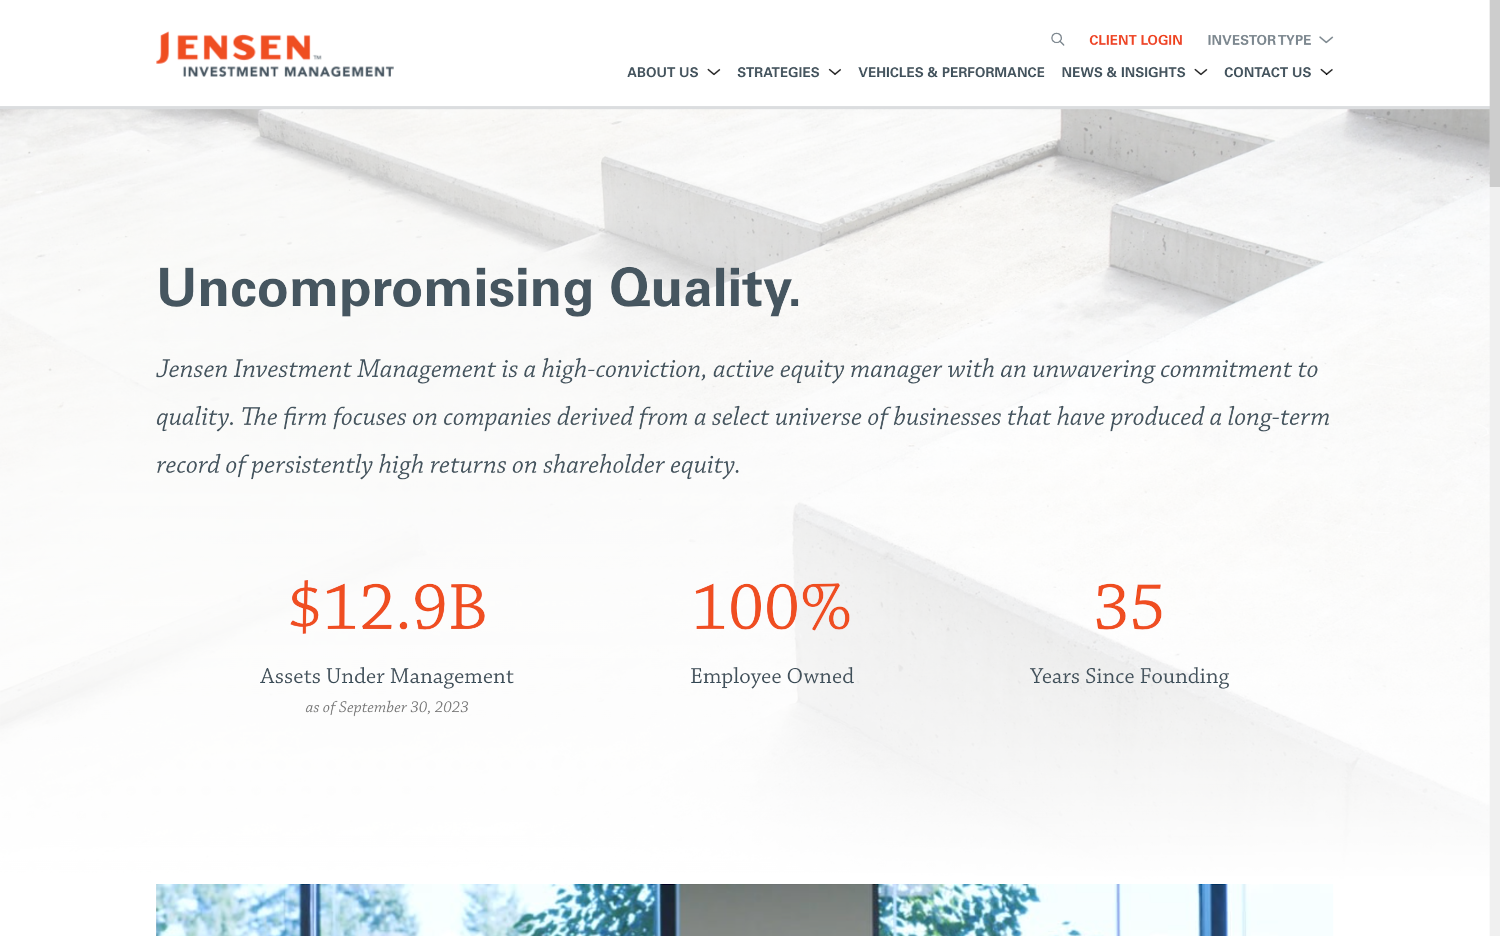 JENSEN™
INVESTMENT MANAGEMENT
CLIENT LOGIN
INVESTOR TYPE
ABOUT US
STRATEGIES
VEHICLES & PERFORMANCE
NEWS & INSIGHTS
CONTACT US
Uncompromising Quality.
Jensen Investment Management is a high-conviction, active equity manager with an unwavering commitment to
quality. The firm focuses on companies derived from a select universe of businesses that have produced a long-term
record of persistently high returns on shareholder equity.
$12.9B
Assets Under Management
as of September 30, 2023
100%
Employee Owned
35
Years Since Founding